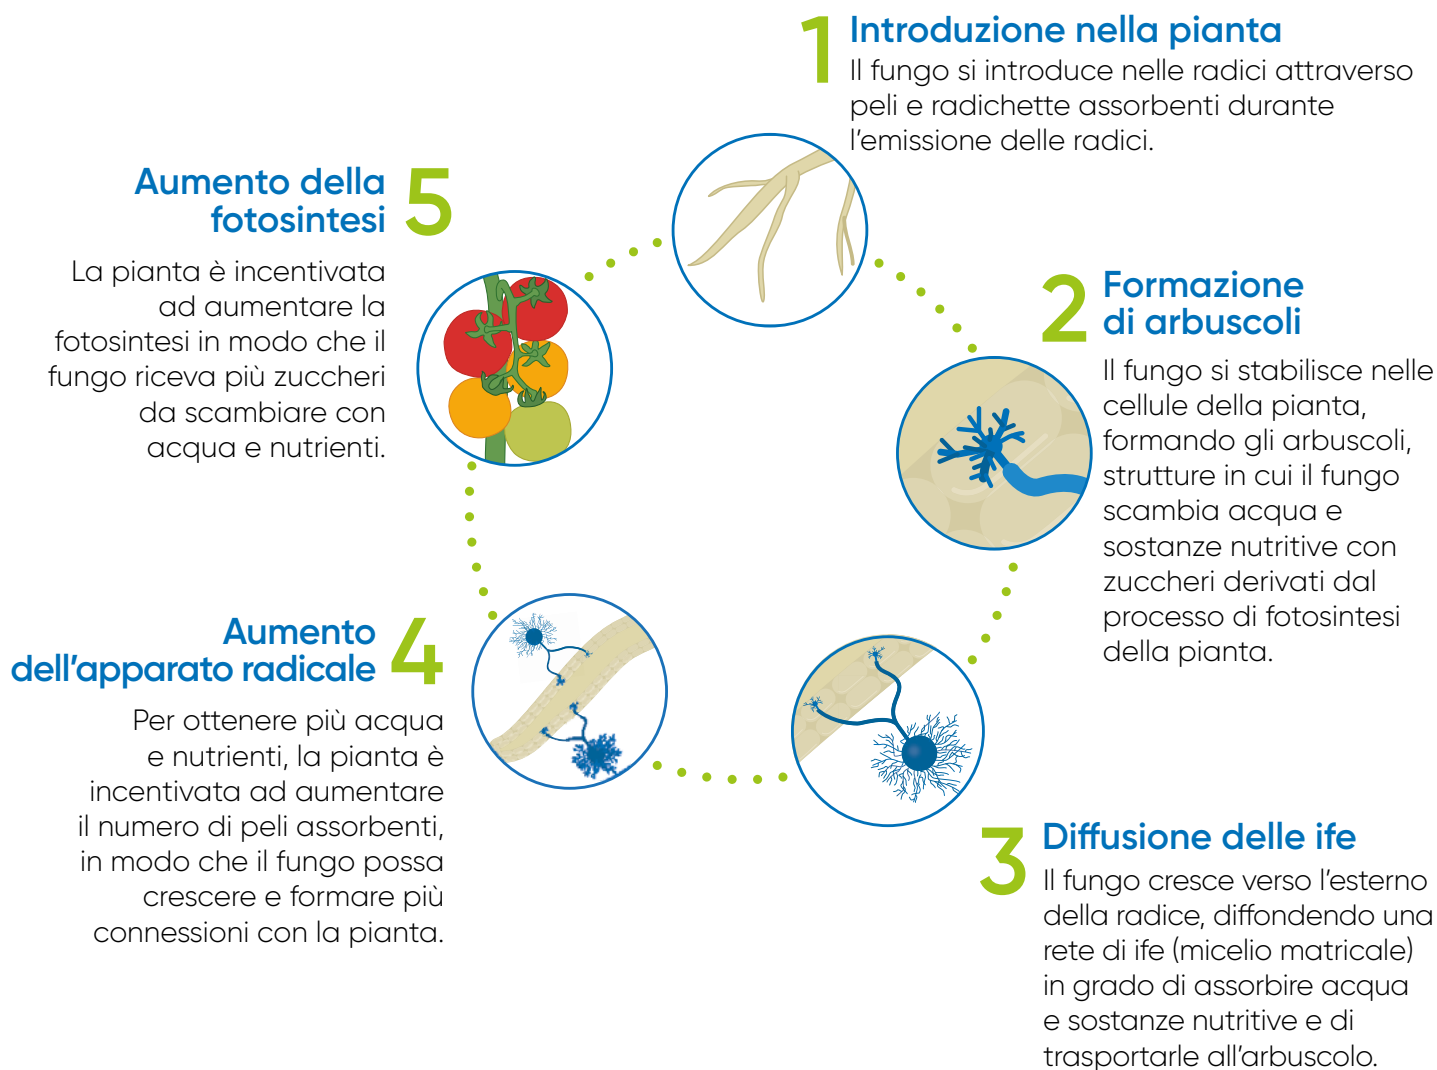 1
Introduzione nella pianta
Il fungo si introduce nelle radici attraverso
peli e radichette assorbenti durante
l'emissione delle radici.
2
Formazione
di arbuscoli
Il fungo si stabilisce nelle
cellule della pianta,
formando gli arbuscoli,
strutture in cui il fungo
scambia acqua e
sostanze nutritive con
zuccheri derivati dal
processo di fotosintesi
della pianta.
3
Diffusione delle ife
Il fungo cresce verso l'esterno
della radice, diffondendo una
rete di ife (micelio matricale)
in grado di assorbire acqua
e sostanze nutritive e di
trasportarle all'arbuscolo.
4
Aumento
dell'apparato radicale
Per ottenere più acqua
e nutrienti, la pianta è
incentivata ad aumentare
il numero di peli assorbenti,
in modo che il fungo possa
crescere e formare più
connessioni con la pianta.
5
Aumento della
fotosintesi
La pianta è incentivata
ad aumentare la
fotosintesi in modo che il
fungo riceva più zuccheri
da scambiare con
acqua e nutrienti.